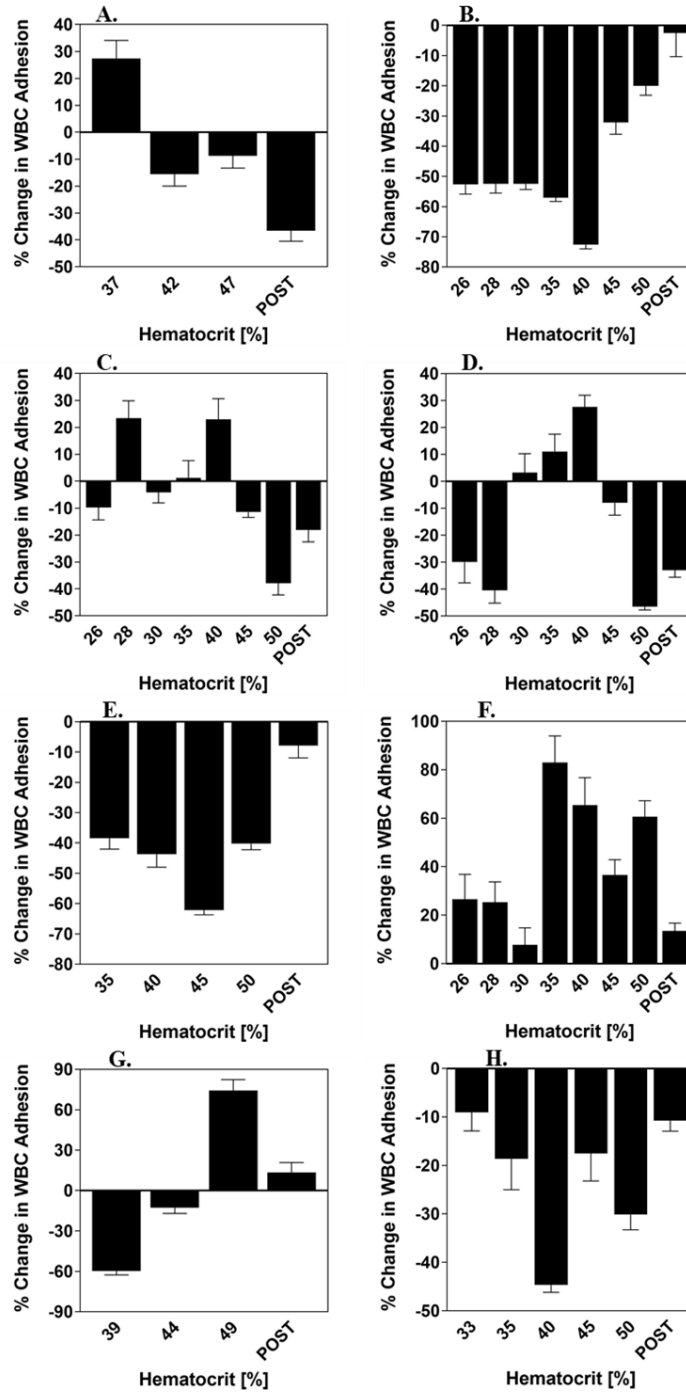 A.
% Change in WBC Adhesion
40
30
20
10
0
-10
-20
-30
-40
-50
37 42 47 POST
Hematocrit [%]
B.
% Change in WBC Adhesion
0
-10
-20
-30
-40
-50
-60
-70
-80
26 28 30 35 40 45 50 POST
Hematocrit [%]
C.
% Change in WBC Adhesion
40
30
20
10
0
-10
-20
-30
-40
-50
26 28 30 35 40 45 50 POST
Hematocrit [%]
D.
% Change in WBC Adhesion
40
30
20
10
0
-10
-20
-30
-40
-50
26 28 30 35 40 45 50 POST
Hematocrit [%]
E.
% Change in WBC Adhesion
0
-10
-20
-30
-40
-50
-60
-70
-80
35 40 45 50 POST
Hematocrit [%]
F.
% Change in WBC Adhesion
100
80
60
40
20
0
26 28 30 35 40 45 50 POST
Hematocrit [%]
G.
% Change in WBC Adhesion
90
60
30
0
-30
-60
-90
39 44 49 POST
Hematocrit [%]
H.
% Change in WBC Adhesion
0
-10
-20
-30
-40
-50
33 35 40 45 50 POST
Hematocrit [%]